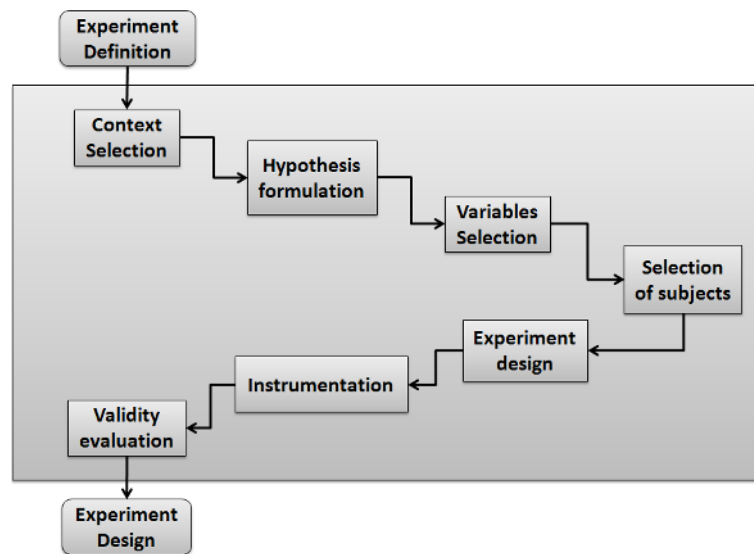 Experiment
Definition
Context
Selection
Hypothesis
formulation
Variables
Selection
Selection
of subjects
Experiment
design
Instrumentation
Validity
evaluation
Experiment
Design